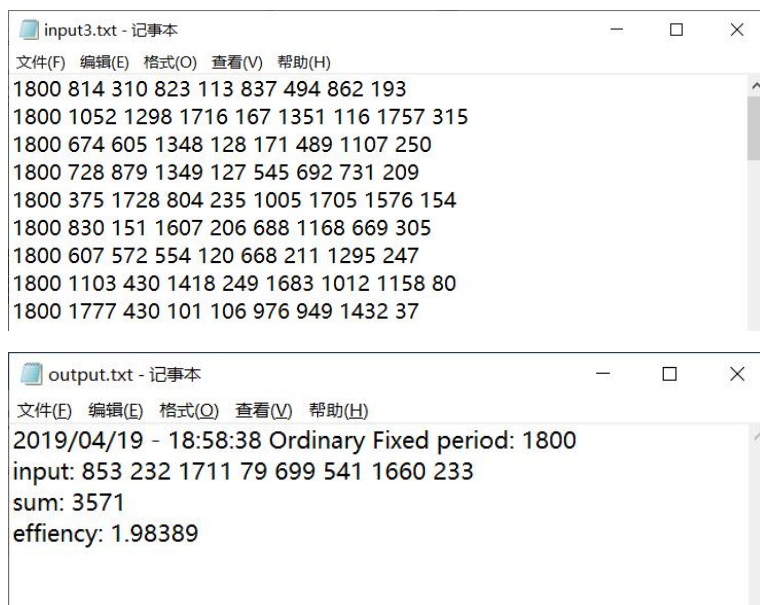 input3.txt - 记事本
文件(F) 编辑(E) 格式(O) 查看(V) 帮助(H)
1800 814 310 823 113 837 494 862 193
1800 1052 1298 1716 167 1351 116 1757 315
1800 674 605 1348 128 171 489 1107 250
1800 728 879 1349 127 545 692 731 209
1800 375 1728 804 235 1005 1705 1576 154
1800 830 151 1607 206 688 1168 669 305
1800 607 572 554 120 668 211 1295 247
1800 1103 430 1418 249 1683 1012 1158 80
1800 1777 430 101 106 976 949 1432 37
output.txt - 记事本
文件(F) 编辑(E) 格式(O) 查看(V) 帮助(H)
2019/04/19 - 18:58:38 Ordinary Fixed period: 1800
input: 853 232 1711 79 699 541 1660 233
sum: 3571
effiency: 1.98389